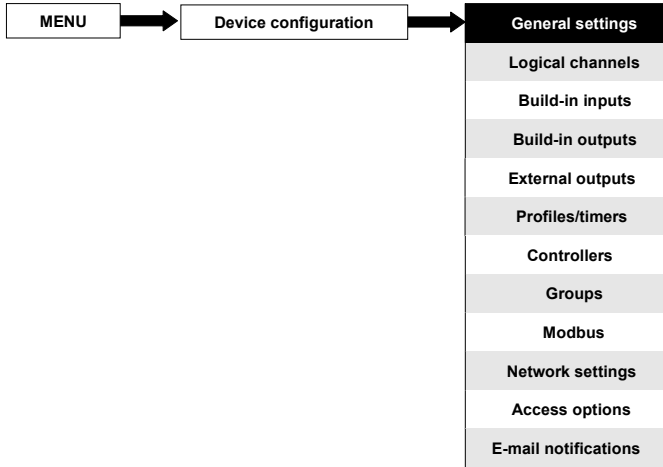 MENU
Device configuration
General settings
Logical channels
Build-in inputs
Build-in outputs
External outputs
Profiles/timers
Controllers
Groups
Modbus
Network settings
Access options
E-mail notifications